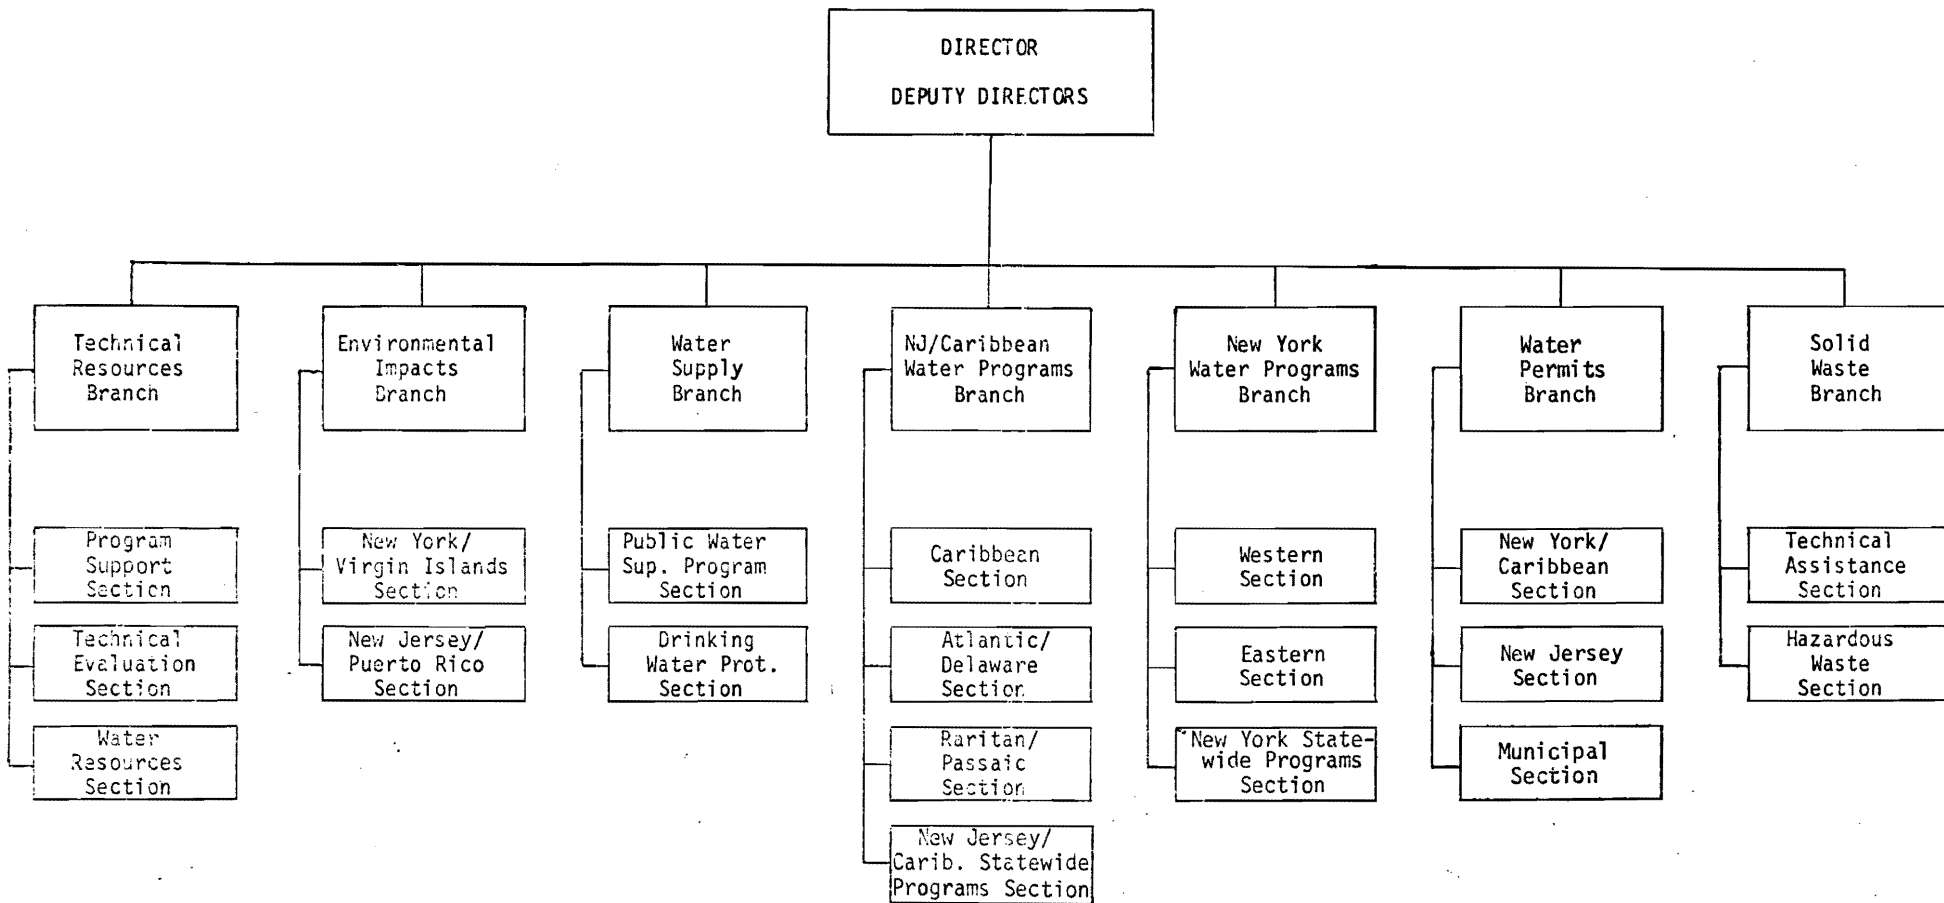 DIRECTOR
DEPUTY DIRECTORS
Technical
Resources
Branch
Environmental
Impacts
Branch
Water
Supply
Branch
NJ/Caribbean
Water Programs
Branch
New York
Water Programs
Branch
Water
Permits
Branch
Solid
Waste
Branch
Program
Support
Section
Technical
Evaluation
Section
Water
Resources
Section
New York/
Virgin Islands
Section
New Jersey/
Puerto Rico
Section
Public Water
Sup. Program
Section
Drinking
Water Prot.
Section
Caribbean
Section
Atlantic/
Delaware
Section
Raritan/
Passaic
Section
New Jersey/
Carib. Statewide
Programs Section
Western
Section
Eastern
Section
New York State-
wide Programs
Section
New York/
Caribbean
Section
New Jersey
Section
Municipal
Section
Technical
Assistance
Section
Hazardous
Waste
Section